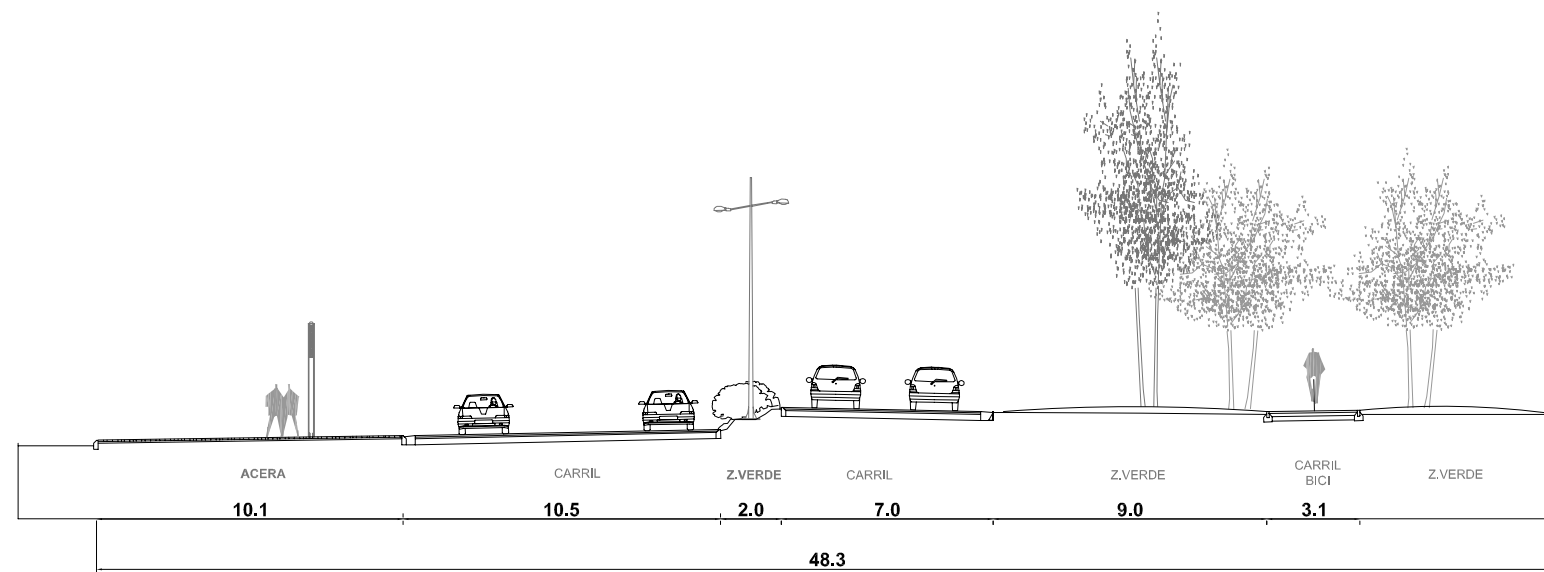 ACERA
CARRIL
Z.VERDE
CARRIL
Z.VERDE
CARRIL
BICI
Z.VERDE
10.1
10.5
2.0
7.0
9.0
3.1
48.3